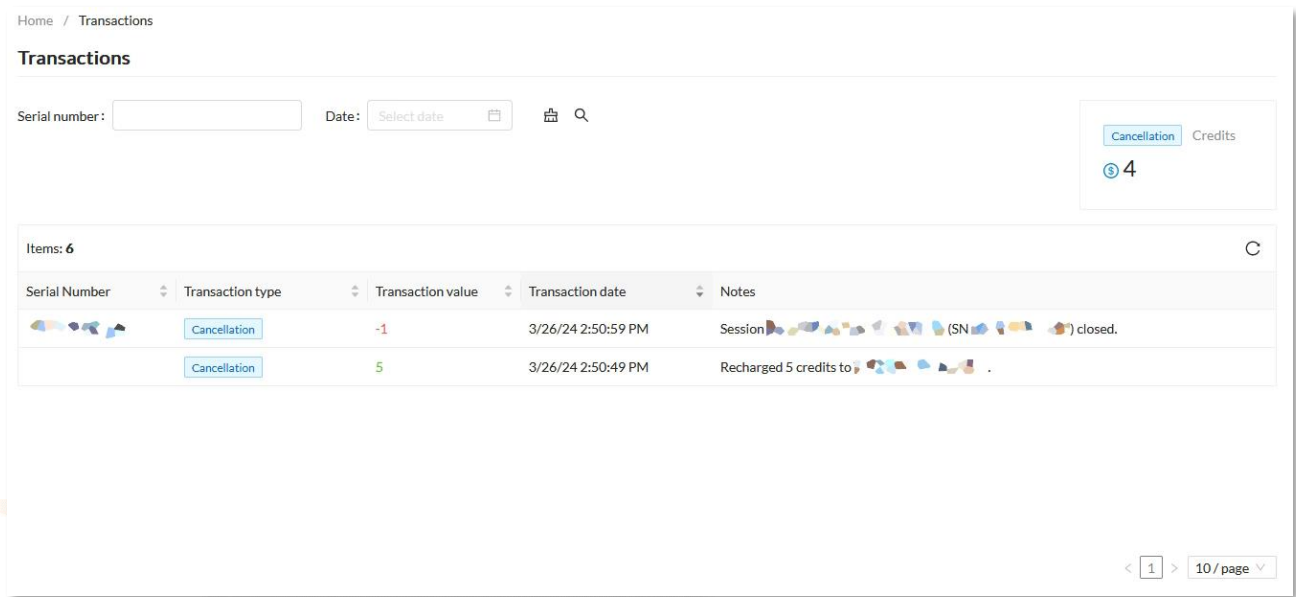 Home / Transactions
Transactions
Serial number: Date: Select date
Cancellation Credits
4
Items: 6
Serial Number Transaction type Transaction value Transaction date Notes
Cancellation -1 3/26/24 2:50:59 PM Session (SN ) closed.
Cancellation 5 3/26/24 2:50:49 PM Recharged 5 credits to .
< 1 > 10 / page